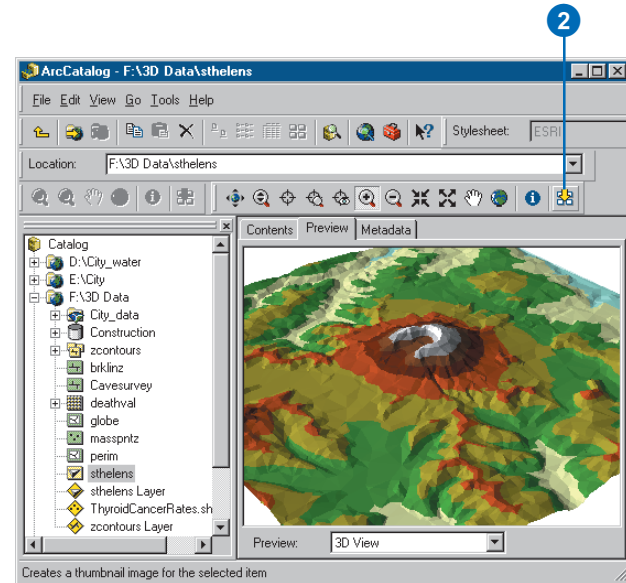 2
ArcCatalog - F:\3D Data\sthelens
File Edit View Go Tools Help
Stylesheet: ESRI
Location: F:\3D Data\sthelens
Contents Preview Metadata
Catalog
D:\City_water
E:\City
F:\3D Data
City_data
Construction
zcontours
brklinz
Cavesurvey
deathval
globe
masspntz
perim
sthelens
sthelens Layer
ThyroidCancerRates.sh
zcontours Layer
Preview: 3D View
Creates a thumbnail image for the selected item